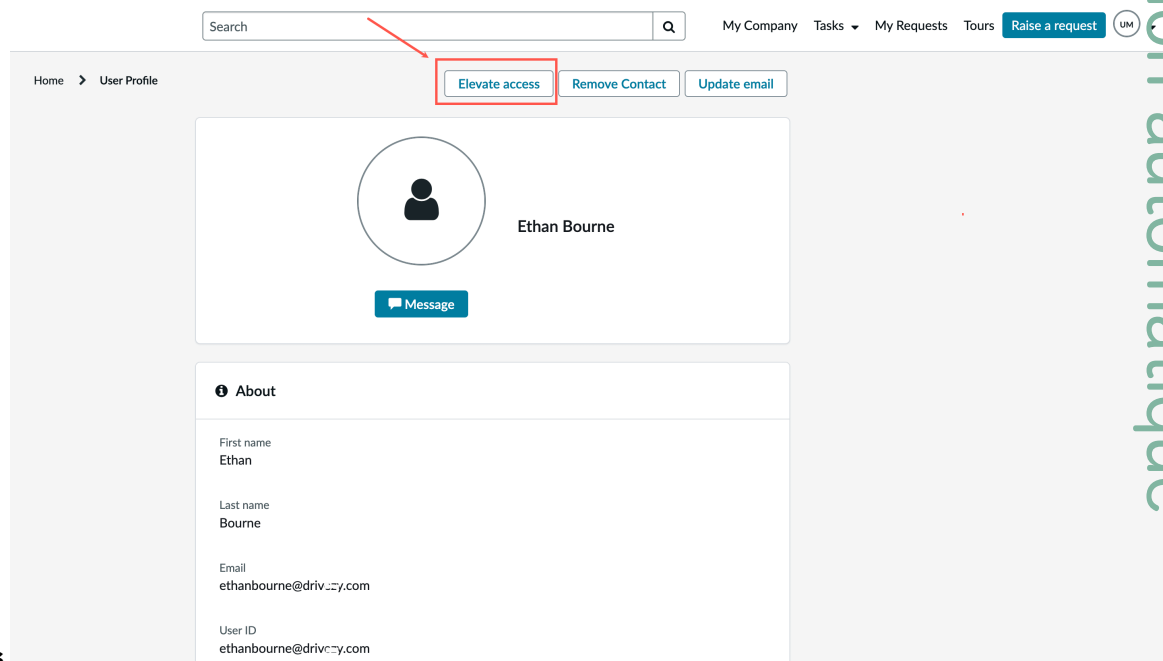 Search
My Company Tasks My Requests Tours Raise a request UM
Home User Profile
Elevate access Remove Contact Update email
Ethan Bourne
Message
About
First name
Ethan
Last name
Bourne
Email
User ID